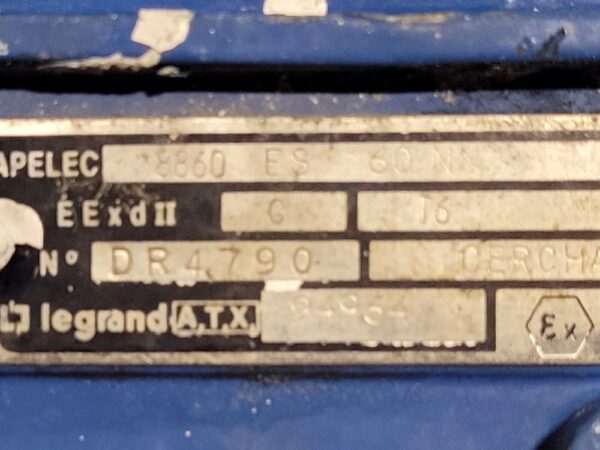 APELEC 8860 ES 60 NN
EExdII C T6
N° DR4790 CERCHA
legrand A.T.X
Ex